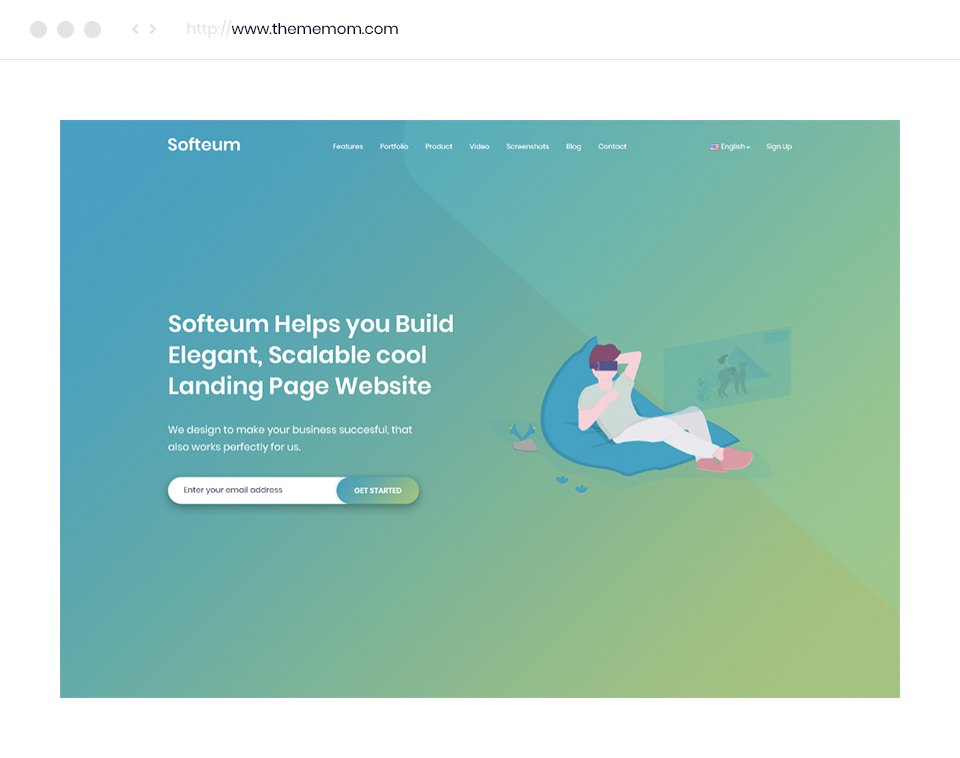 http://www.thememom.com
Softeum Features Portfolio Product Video Screenshots Blog Contact English Sign Up
Softeum Helps you Build
Elegant, Scalable cool
Landing Page Website
We design to make your business succesful, that
also works perfectly for us.
Enter your email address GET STARTED